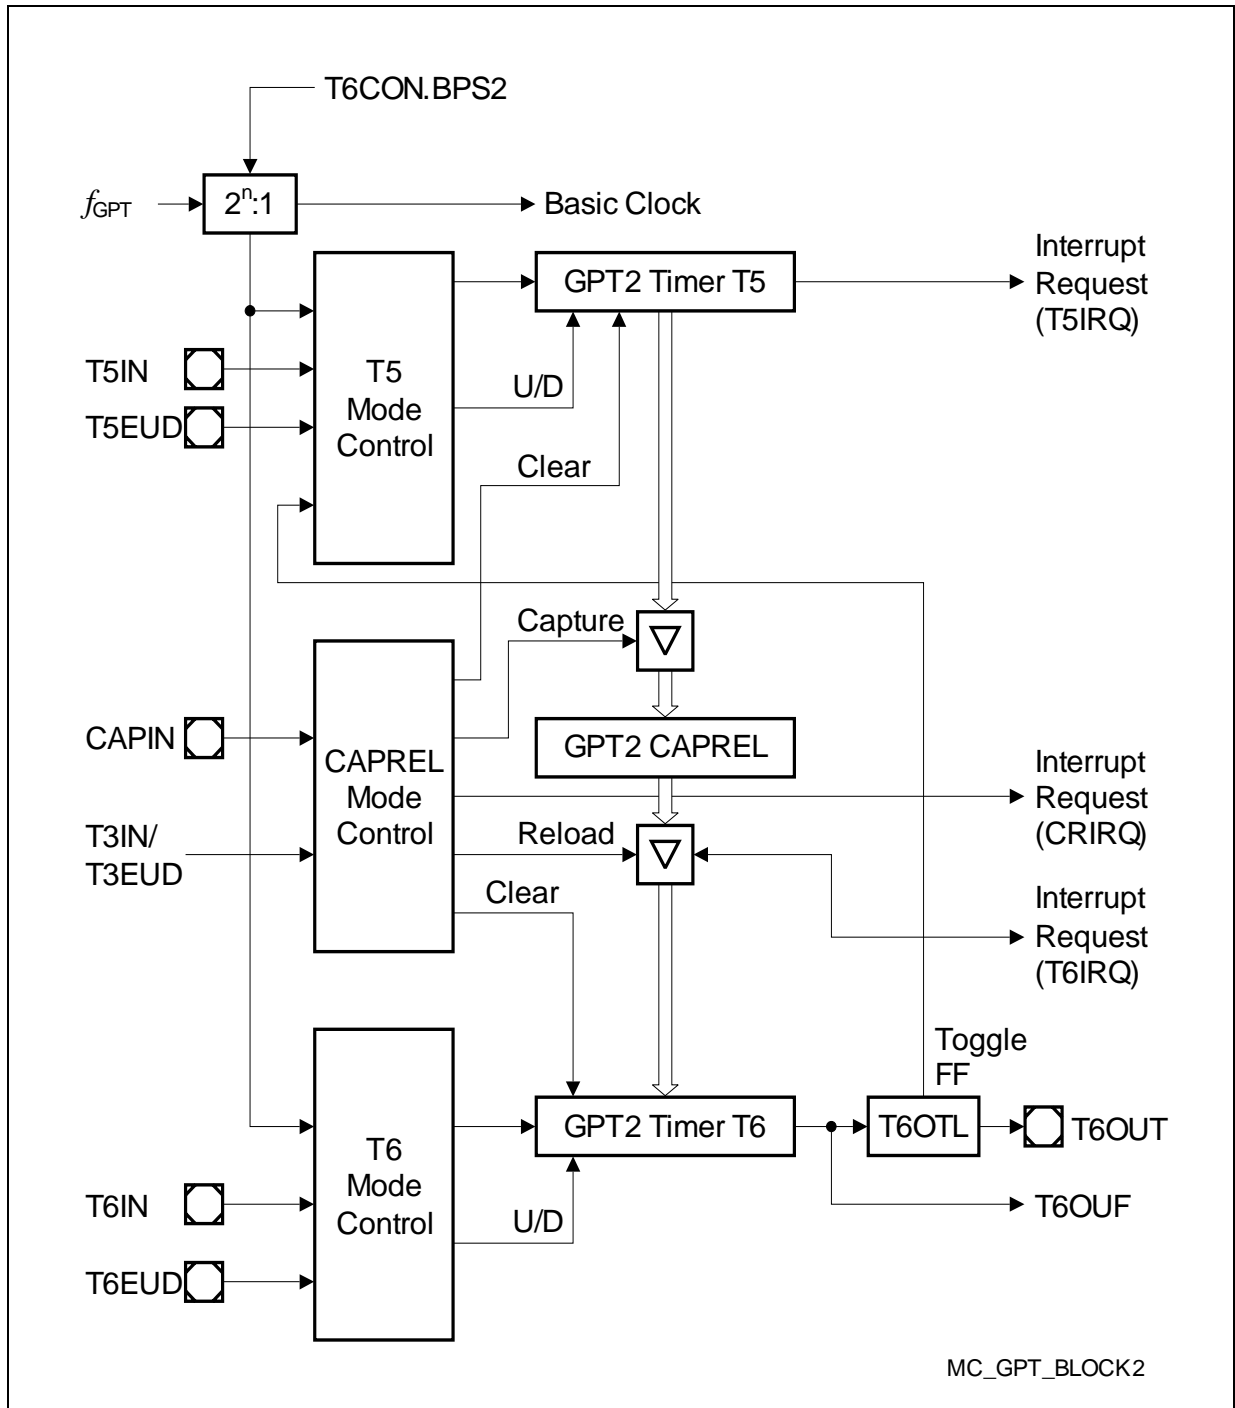 T6CON.BPS2
fGPT
2n:1
Basic Clock
Interrupt
Request
(T5IRQ)
GPT2 Timer T5
T5
Mode
Control
T5IN
T5EUD
U/D
Clear
Capture
CAPIN
T3IN/
T3EUD
CAPREL
Mode
Control
GPT2 CAPREL
Interrupt
Request
(CRIRQ)
Reload
Clear
Interrupt
Request
(T6IRQ)
Toggle
FF
T6
Mode
Control
GPT2 Timer T6
T6OTL
T6OUT
T6IN
T6EUD
U/D
T6OUF
MC_GPT_BLOCK2